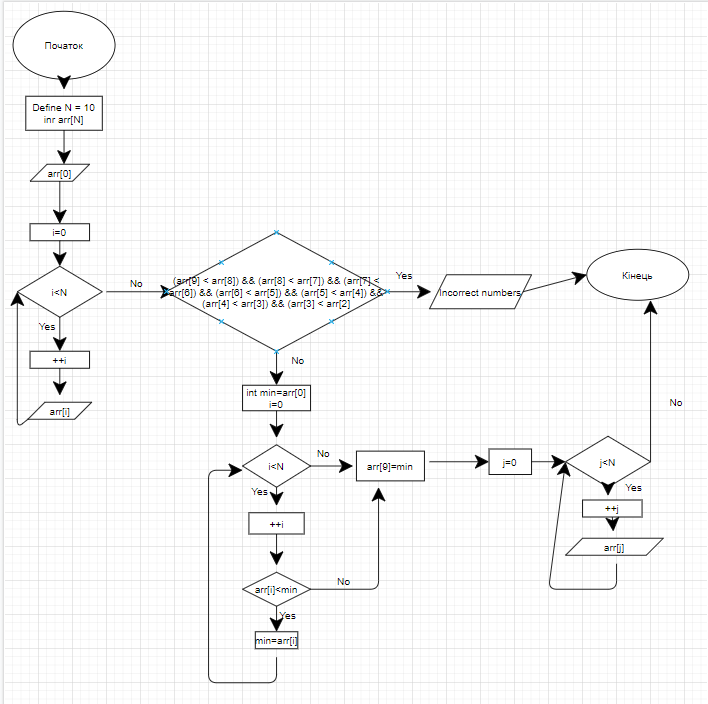 Початок
Define N = 10
inr arr[N]
arr[0]
i=0
i<N
No
Yes
++i
arr[i]
(arr[9] < arr[8]) && (arr[8] < arr[7]) && (arr[7] <
arr[6]) && (arr[6] < arr[5]) && (arr[5] < arr[4]) &&
(arr[4] < arr[3]) && (arr[3] < arr[2]
Yes
Incorrect numbers
Кінець
No
int min=arr[0]
i=0
i<N
No
Yes
++i
arr[i]<min
No
Yes
min=arr[i]
arr[9]=min
j=0
j<N
No
Yes
++j
arr[j]